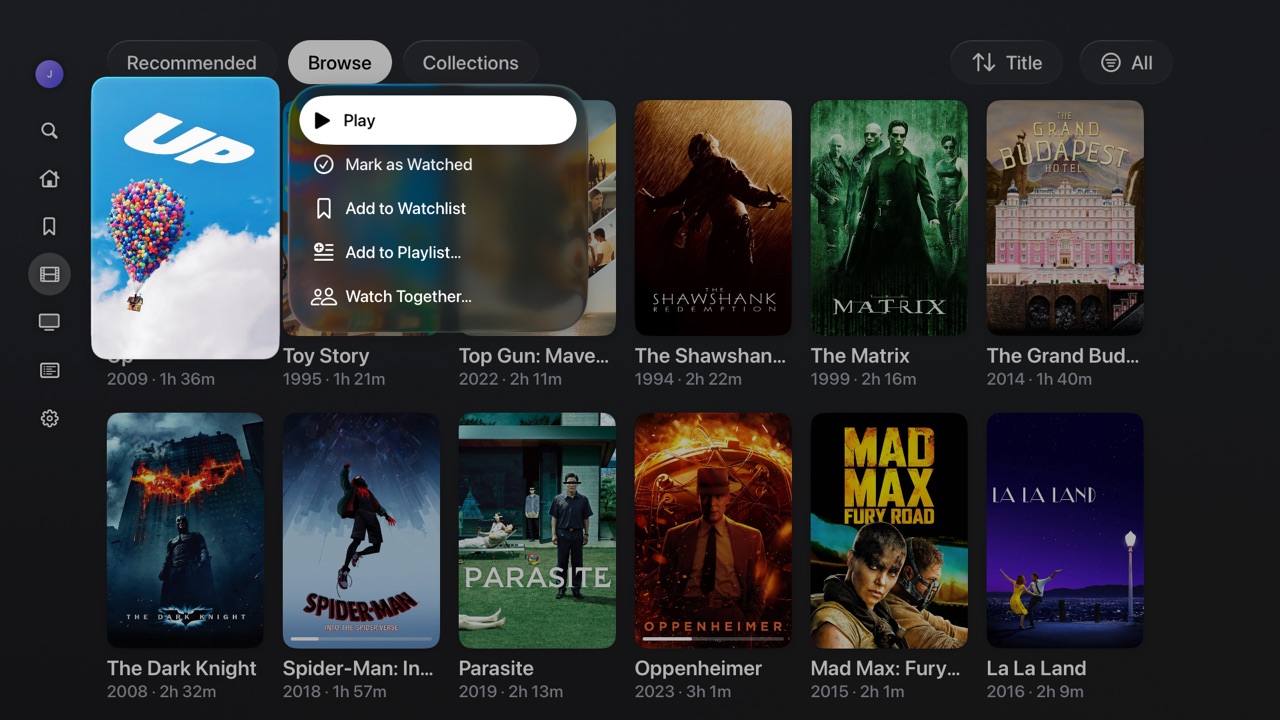 Recommended
Browse
Collections
Title
All
J
UP
Play
Mark as Watched
Add to Watchlist
Add to Playlist…
Watch Together…
THE
SHAWSHANK
REDEMPTION
THE MATRIX
THE
GRAND
BUDAPEST
HOTEL
Toy Story
Top Gun: Mave…
The Shawshan…
The Matrix
The Grand Bud…
2009 · 1h 36m
1995 · 1h 21m
2022 · 2h 11m
1994 · 2h 22m
1999 · 2h 16m
2014 · 1h 40m
THE DARK KNIGHT
SPIDER-MAN
INTO THE SPIDER-VERSE
PARASITE
OPPENHEIMER
MAD
MAX
FURY ROAD
LA LA LAND
The Dark Knight
Spider-Man: In…
Parasite
Oppenheimer
Mad Max: Fury…
La La Land
2008 · 2h 32m
2018 · 1h 57m
2019 · 2h 13m
2023 · 3h 1m
2015 · 2h 1m
2016 · 2h 9m